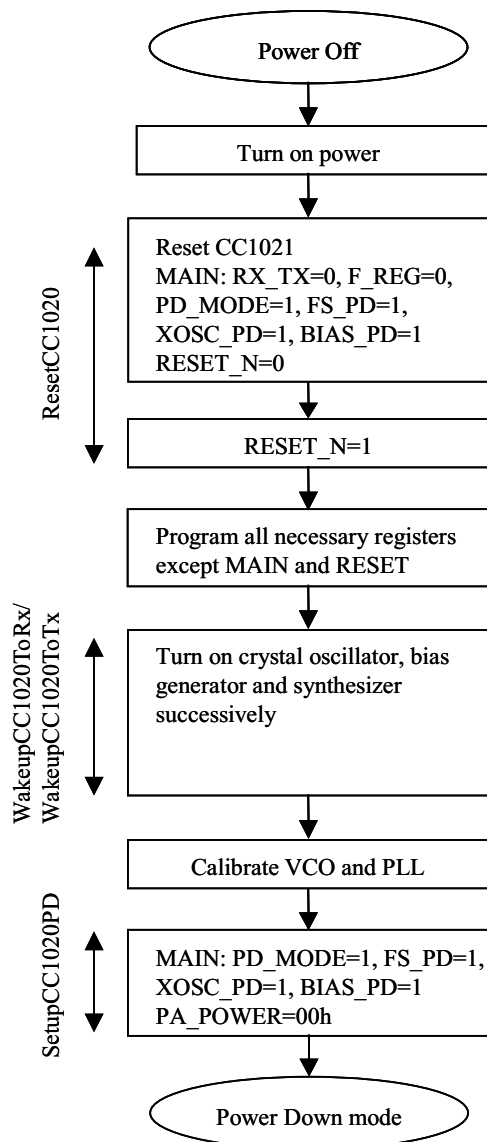 Power Off
Turn on power
ResetCC1020
Reset CC1021
MAIN: RX_TX=0, F_REG=0,
PD_MODE=1, FS_PD=1,
XOSC_PD=1, BIAS_PD=1
RESET_N=0
RESET_N=1
Program all necessary registers
except MAIN and RESET
WakeupCC1020ToRx/
WakeupCC1020ToTx
Turn on crystal oscillator, bias
generator and synthesizer
successively
Calibrate VCO and PLL
SetupCC1020PD
MAIN: PD_MODE=1, FS_PD=1,
XOSC_PD=1, BIAS_PD=1
PA_POWER=00h
Power Down mode